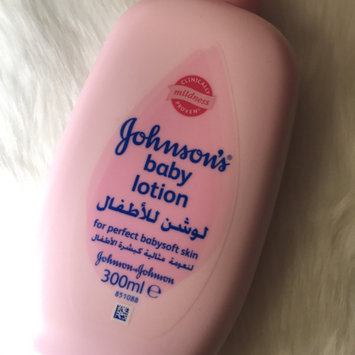 CLINICALLY
mildness
PROVEN
Johnson's®
baby
lotion
لوشن للأطفال
for perfect babysoft skin
لنعومة مثالية كبشرة الأطفال
Johnson & Johnson
300ml ℮
851088